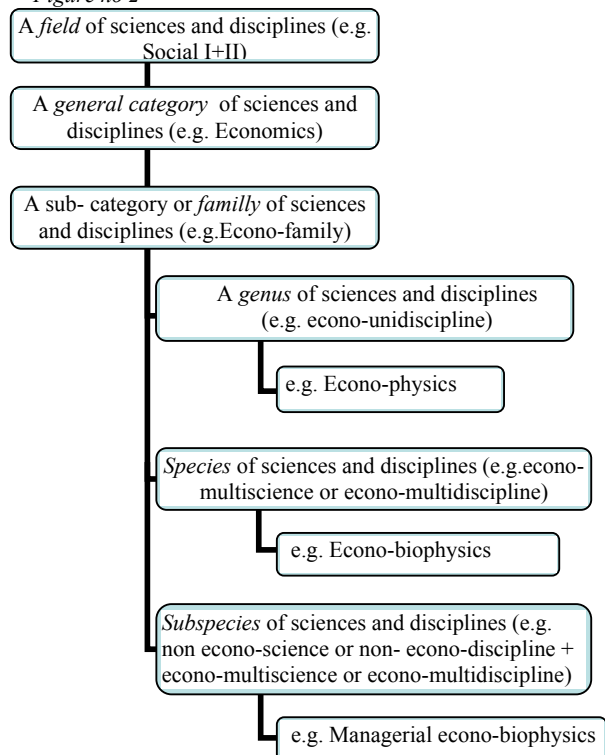 Figure no 2
A field of sciences and disciplines (e.g.
Social I+II)
A general category of sciences and
disciplines (e.g. Economics)
A sub- category or familly of sciences
and disciplines (e.g.Econo-family)
A genus of sciences and disciplines
(e.g. econo-unidiscipline)
e.g. Econo-physics
Species of sciences and disciplines (e.g.econo-
multiscience or econo-multidiscipline)
e.g. Econo-biophysics
Subspecies of sciences and disciplines (e.g.
non econo-science or non- econo-discipline +
econo-multiscience or econo-multidiscipline)
e.g. Managerial econo-biophysics